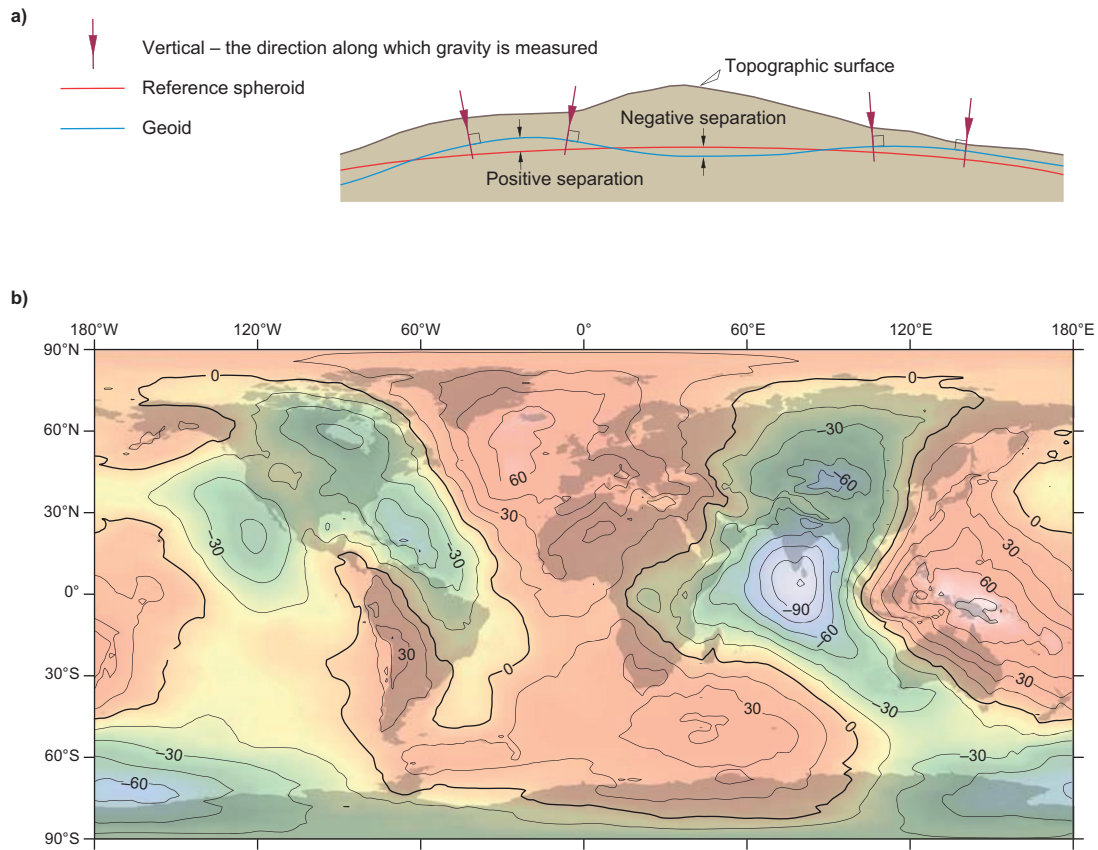 a)
Vertical – the direction along which gravity is measured
Reference spheroid
Geoid
Topographic surface
Negative separation
Positive separation
b)
180°W 120°W 60°W 0° 60°E 120°E 180°E
90°N
60°N
30°N
0°
30°S
60°S
90°S
0
0
–30
–60
60
30
–30
–30
0
30
60
–90
–60
30
0
30
–30
30
0
–30
–30
–60